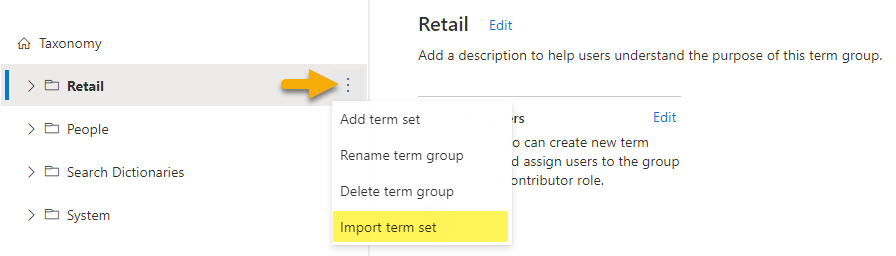 Taxonomy
Retail
People
Search Dictionaries
System
Add term set
Rename term group
Delete term group
Import term set
Retail Edit
Add a description to help users understand the purpose of this term group.
Edit
can create new term
assign users to the group
role.